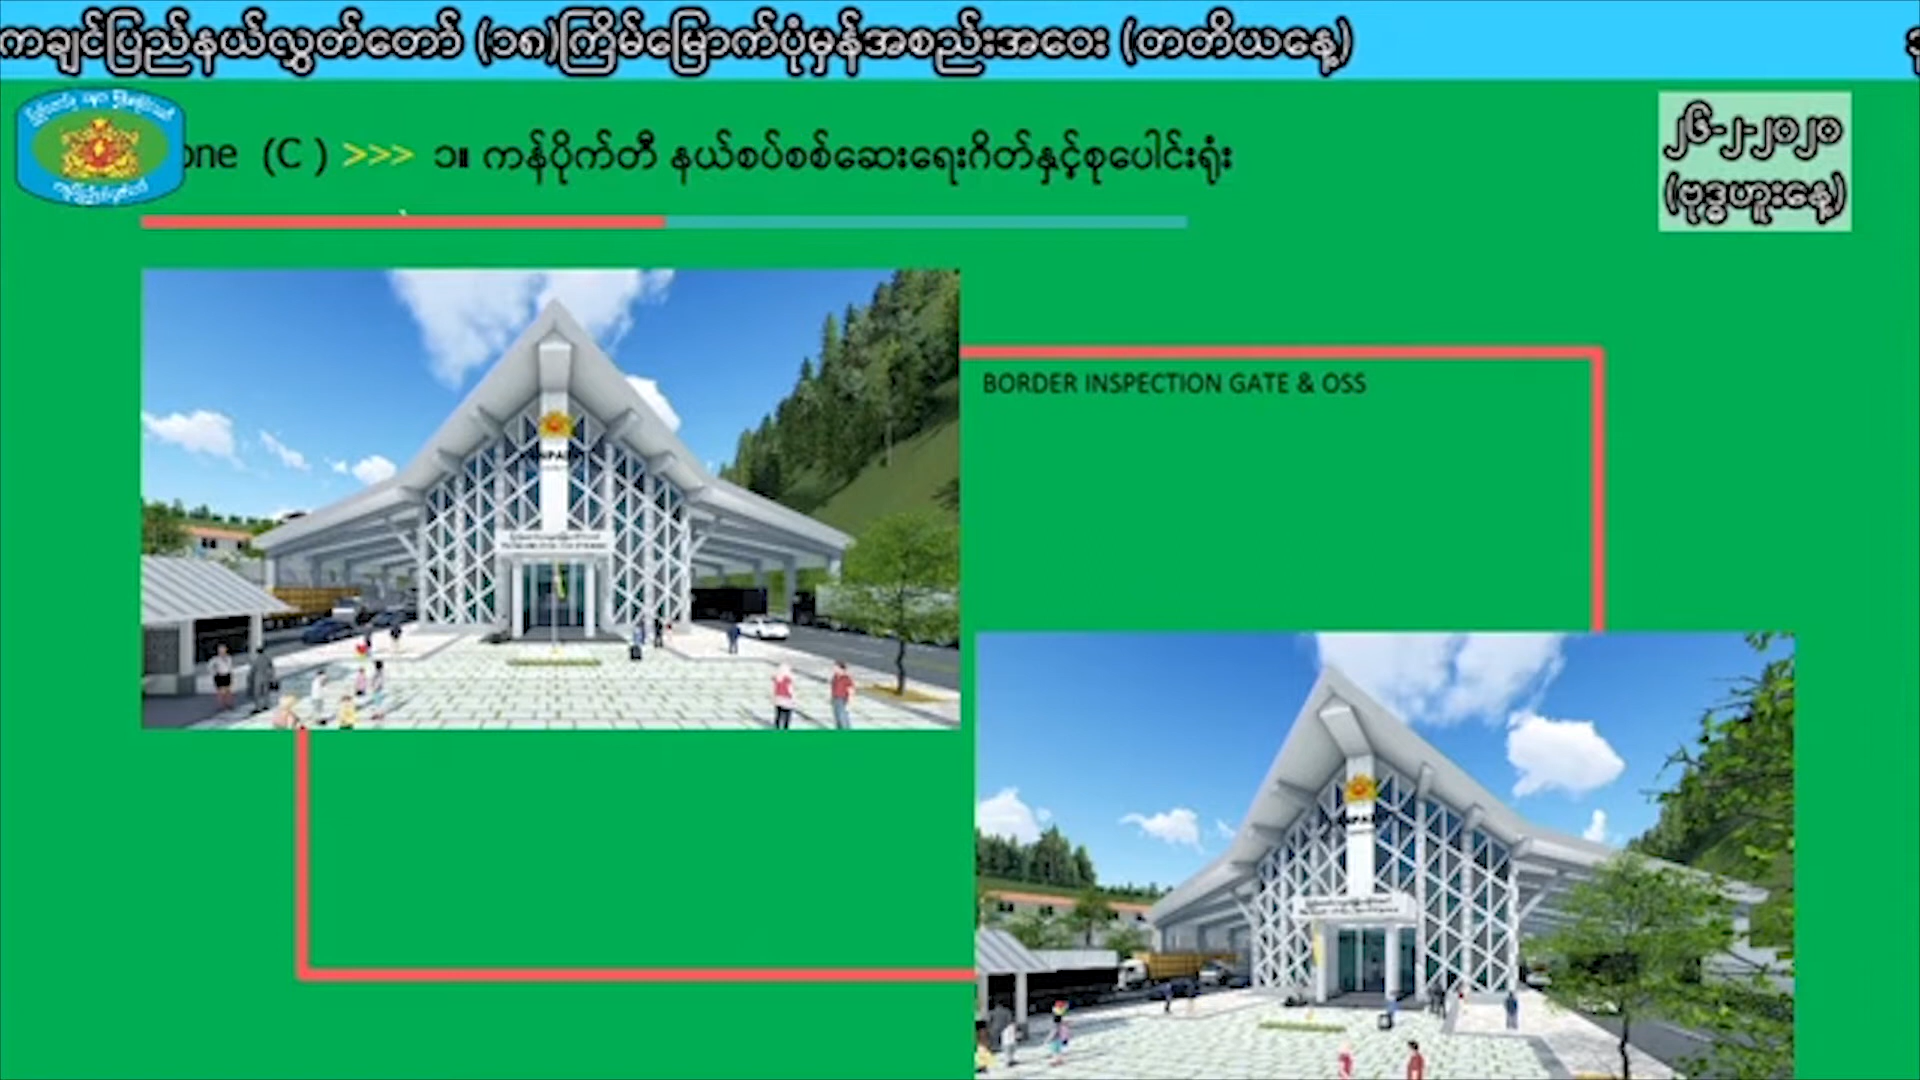 ကချင်ပြည်နယ်လွှတ်တော် (၁၈)ကြိမ်မြောက်ပုံမှန်အစည်းအဝေး (တတိယနေ့)
one (C ) >>> ၁။ ကန်ပိုက်တီ နယ်စပ်စစ်ဆေးရေးဂိတ်နှင့်စုပေါင်းရုံး
၂၆-၂-၂၀၂၀
(ဗုဒ္ဓဟူးနေ့)
BORDER INSPECTION GATE & OSS